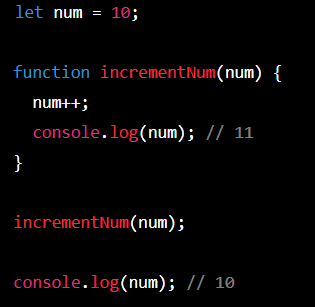 let num = 10;
function incrementNum(num) {
num++;
console.log(num); // 11
}
incrementNum(num);
console.log(num); // 10